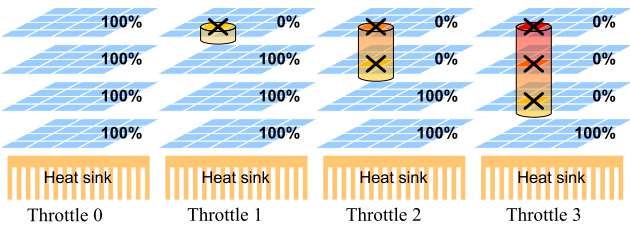 100% 0% 0% 0%
100% 100% 0% 0%
100% 100% 100% 0%
100% 100% 100% 100%
Heat sink Heat sink Heat sink Heat sink
Throttle 0 Throttle 1 Throttle 2 Throttle 3